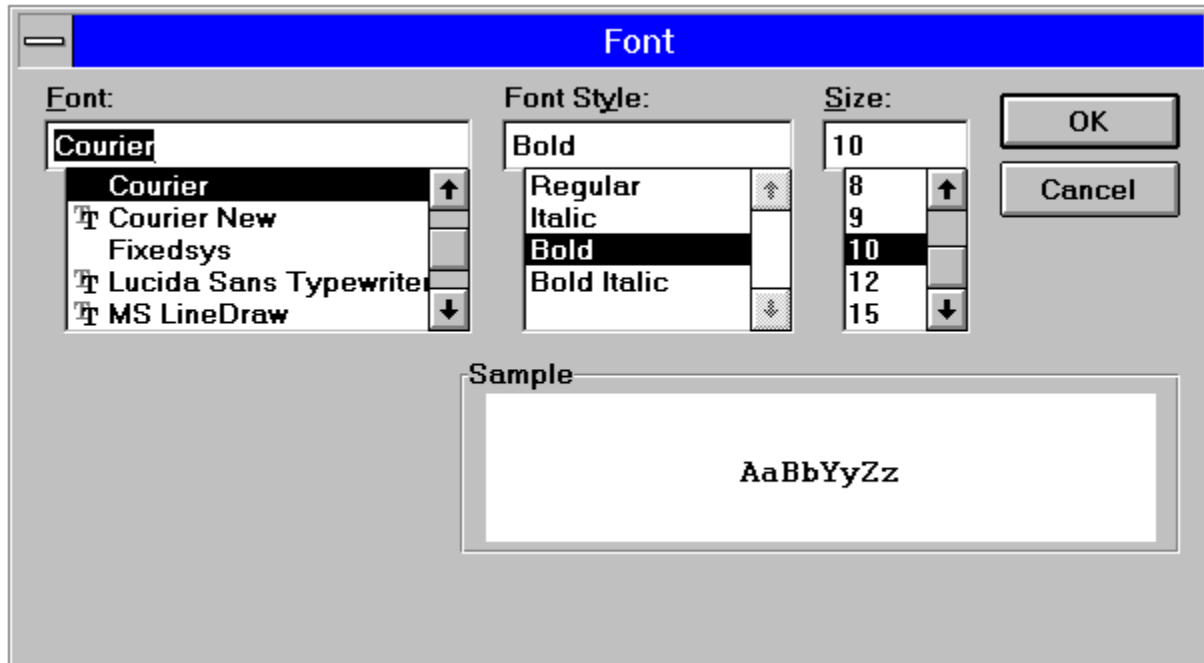 Font
Font:
Font Style:
Size:
Courier
Bold
10
OK
Cancel
Courier
Courier New
Fixedsys
Lucida Sans Typewriter
MS LineDraw
Regular
Italic
Bold
Bold Italic
8
9
10
12
15
Sample
AaBbYyZz